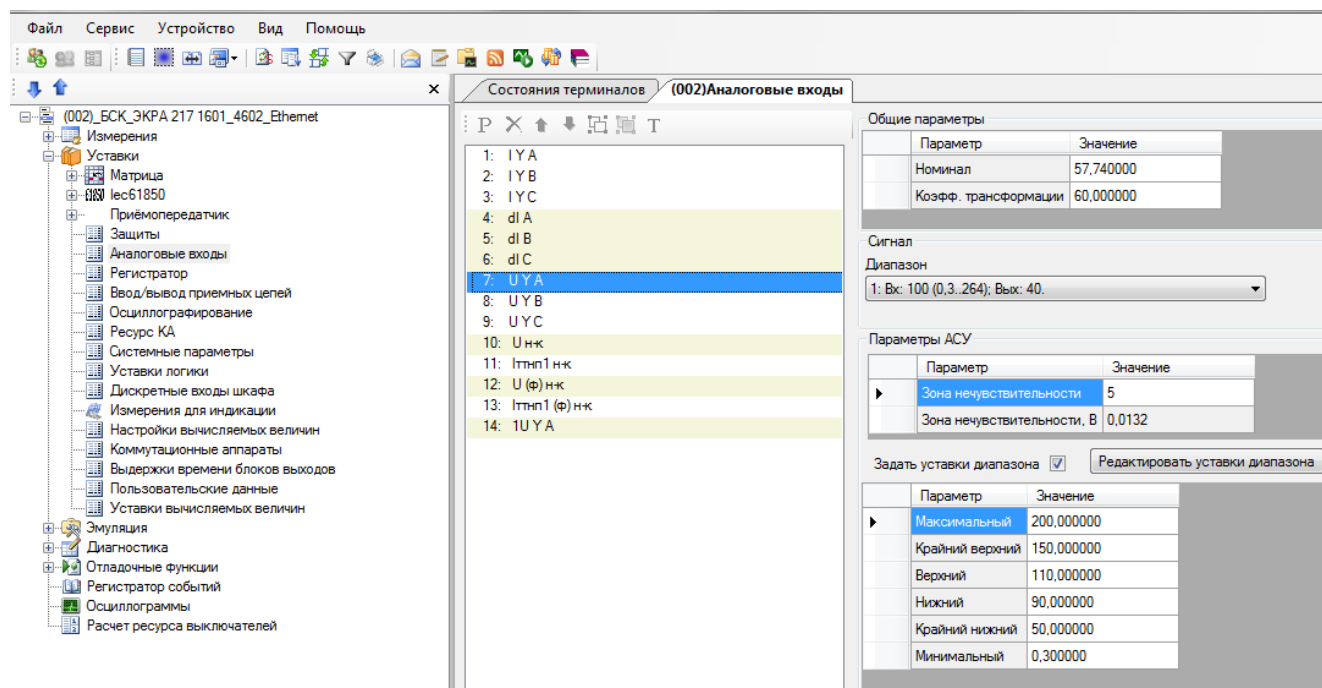 Файл Сервис Устройство Вид Помощь
(002)_БСК_ЭКРА 217 1601_4602_Ethernet
Измерения
Уставки
Матрица
61850 Iec61850
Приёмопередатчик
Защиты
Аналоговые входы
Регистратор
Ввод/вывод приемных цепей
Осциллографирование
Ресурс КА
Системные параметры
Уставки логики
Дискретные входы шкафа
Измерения для индикации
Настройки вычисляемых величин
Коммутационные аппараты
Выдержки времени блоков выходов
Пользовательские данные
Уставки вычисляемых величин
Эмуляция
Диагностика
Отладочные функции
Регистратор событий
Осциллограммы
Расчет ресурса выключателей
Состояния терминалов (002)Аналоговые входы
P T
1: I Y A
2: I Y B
3: I Y C
4: dI A
5: dI B
6: dI C
7: U Y A
8: U Y B
9: U Y C
10: U н-к
11: Iттнп1 н-к
12: U (ф) н-к
13: Iттнп1 (ф) н-к
14: 1U Y A
Общие параметры
Параметр Значение
Номинал 57,740000
Коэфф. трансформации 60,000000
Сигнал
Диапазон
1: Вх: 100 (0,3..264); Вых: 40.
Параметры АСУ
Параметр Значение
Зона нечувствительности 5
Зона нечувствительности, В 0,0132
Задать уставки диапазона Редактировать уставки диапазона
Параметр Значение
Максимальный 200,000000
Крайний верхний 150,000000
Верхний 110,000000
Нижний 90,000000
Крайний нижний 50,000000
Минимальный 0,300000